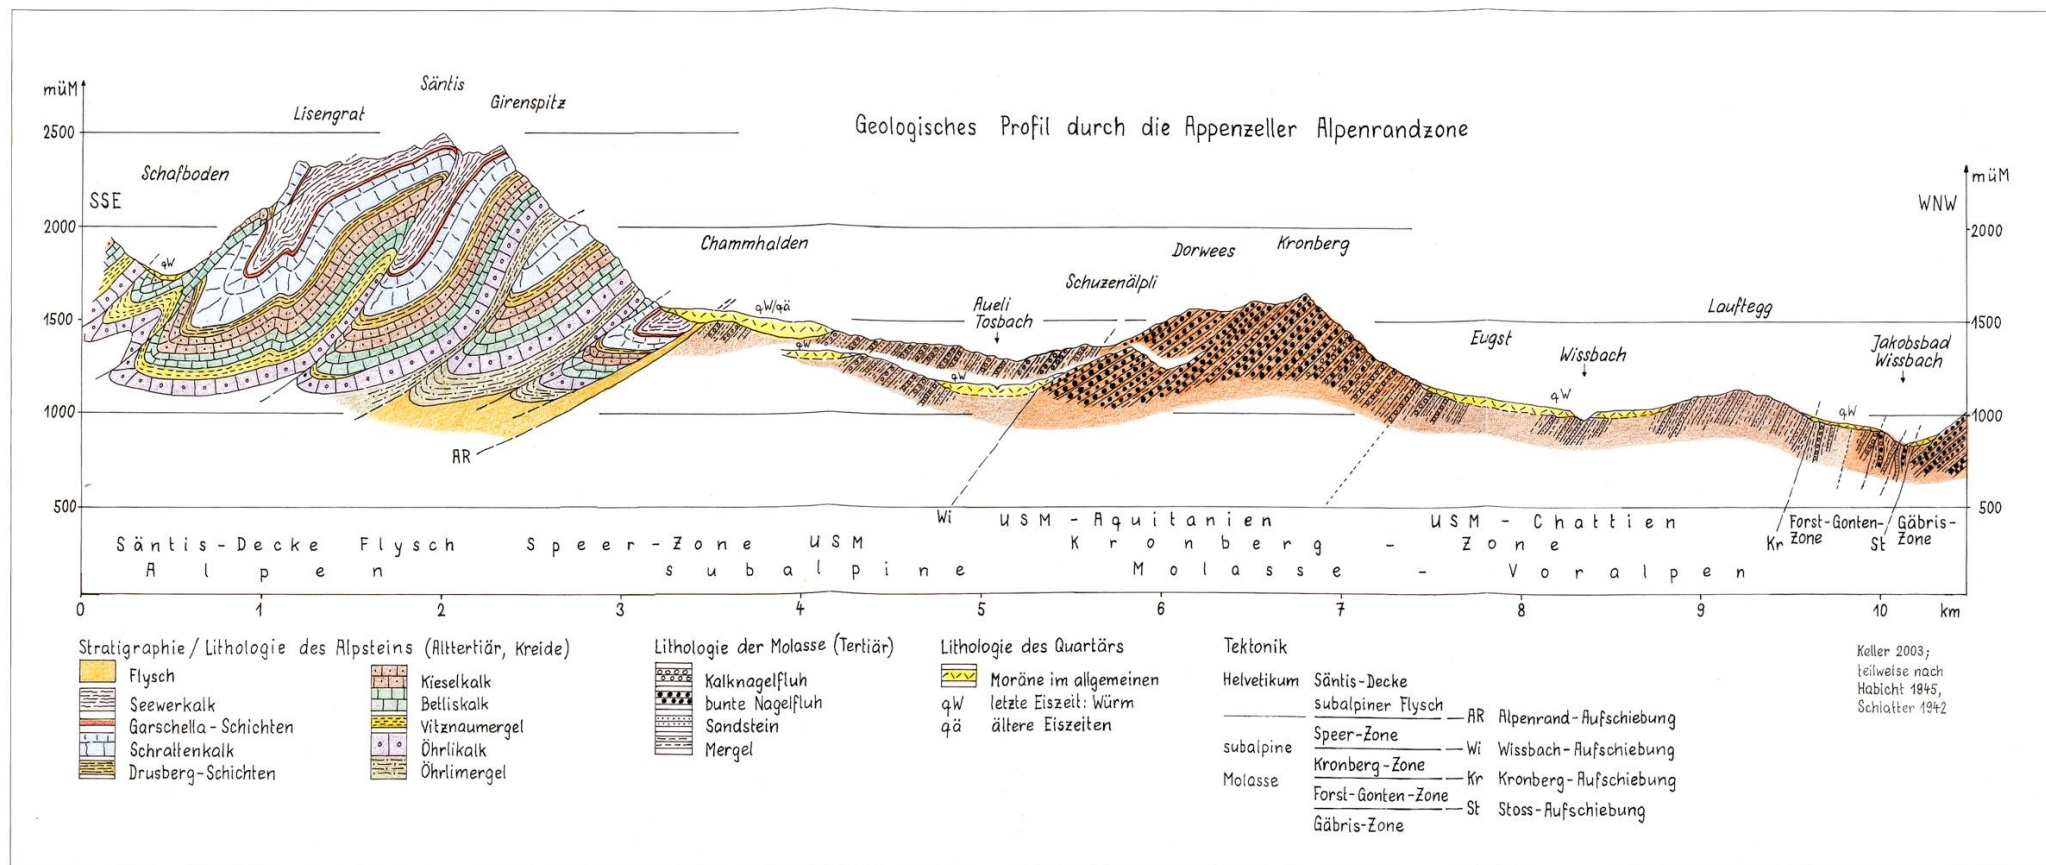 Säntis
Girenspitz
Lisengrat
müM
2500
Geologisches Profil durch die Appenzeller Alpenrandzone
Schafboden
SSE
müM
WNW
2000
2000
Chammhalden
Dorwees
Kronberg
qW
Schuzenälpli
qW/qä
Aueli
Tosbach
Lauftegg
1500
1500
Eugst
Wissbach
Jakobsbad
Wissbach
qW
qW
qW
qW
1000
1000
AR
500
500
Wi
USM - Aquitanien
USM - Chattien
Säntis-Decke Flysch Speer-Zone USM
Kronberg - Zone
Kr
Forst-Gonten-
Zone
St
Gäbris-
Zone
Alpen subalpine Molasse - Voralpen
0 1 2 3 4 5 6 7 8 9 10 km
Stratigraphie / Lithologie des Alpsteins (Alttertiär, Kreide)
Flysch
Seewerkalk
Garschella-Schichten
Schrattenkalk
Drusberg-Schichten
Kieselkalk
Betliskalk
Vitznaumergel
Öhrlikalk
Öhrlimergel
Lithologie der Molasse (Tertiär)
Kalknagelfluh
bunte Nagelfluh
Sandstein
Mergel
Lithologie des Quartärs
Moräne im allgemeinen
qW letzte Eiszeit: Würm
qä ältere Eiszeiten
Tektonik
Helvetikum Säntis-Decke
subalpiner Flysch
AR Alpenrand-Aufschiebung
Speer-Zone
subalpine
Wi Wissbach-Aufschiebung
Kronberg-Zone
Molasse
Kr Kronberg-Aufschiebung
Forst-Gonten-Zone
St Stoss-Aufschiebung
Gäbris-Zone
Keller 2003;
teilweise nach
Habicht 1945,
Schlatter 1942